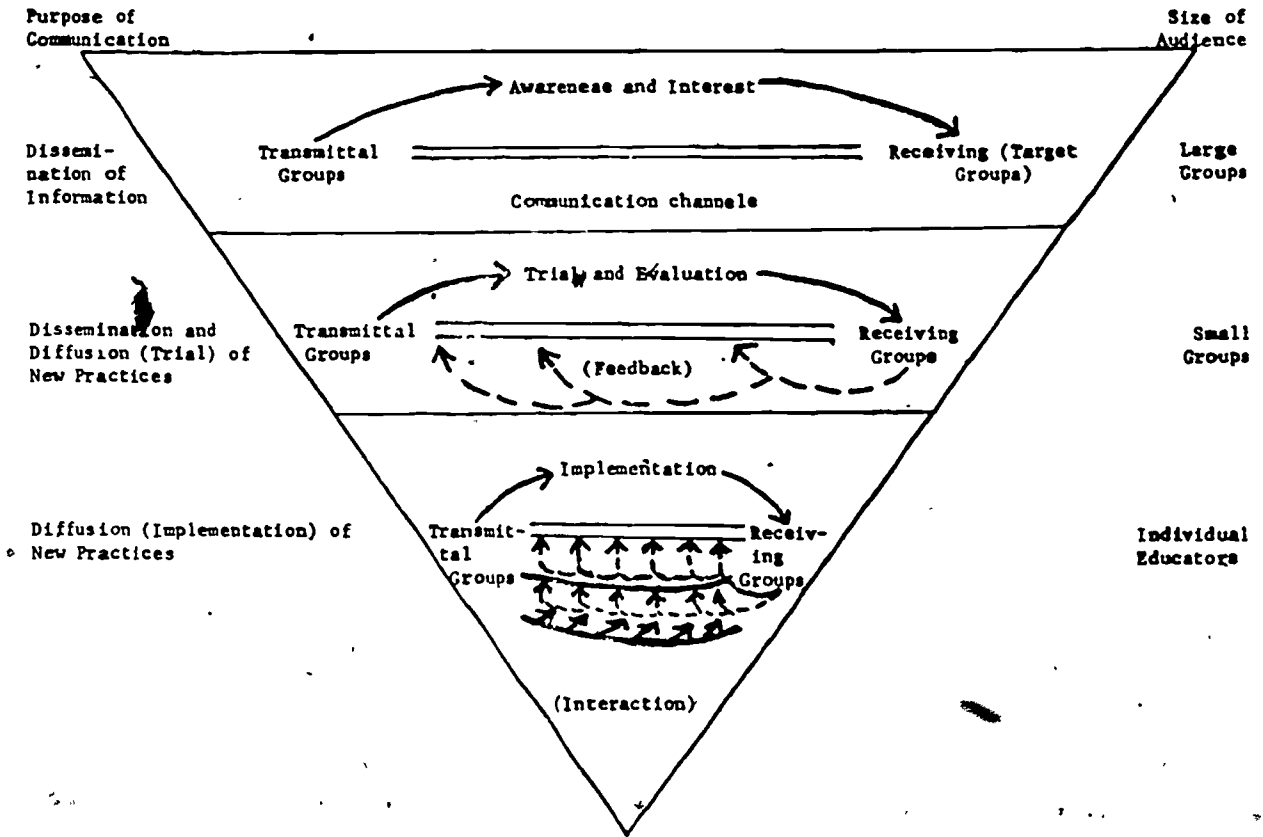 Purpose of
Communication
Size of
Audience
Awarenese and Interest
Dissemi-
nation of
Information
Transmittal
Groups
Receiving (Target
Groupa)
Large
Groups
Communication channels
Trial and Evaluation
Dissemination and
Diffusion (Trial) of
New Practices
Transmittal
Groups
Receiving
Groups
Small
Groups
(Feedback)
Implementation
Diffusion (Implementation) of
New Practices
Transmit-
tal
Groups
Receiv-
ing
Groups
Individual
Educators
(Interaction)